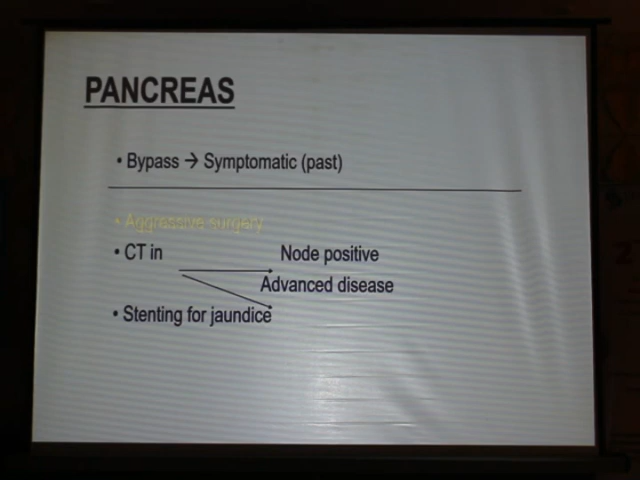 PANCREAS
• Bypass → Symptomatic (past)
• Aggressive surgery
• CT in Node positive
Advanced disease
• Stenting for jaundice